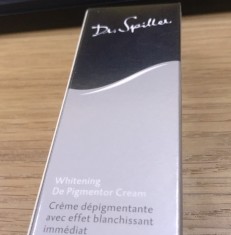 Dr. Spiller
Whitening
De Pigmentor Cream
Crème dépigmentante
avec effet blanchissant
immédiat